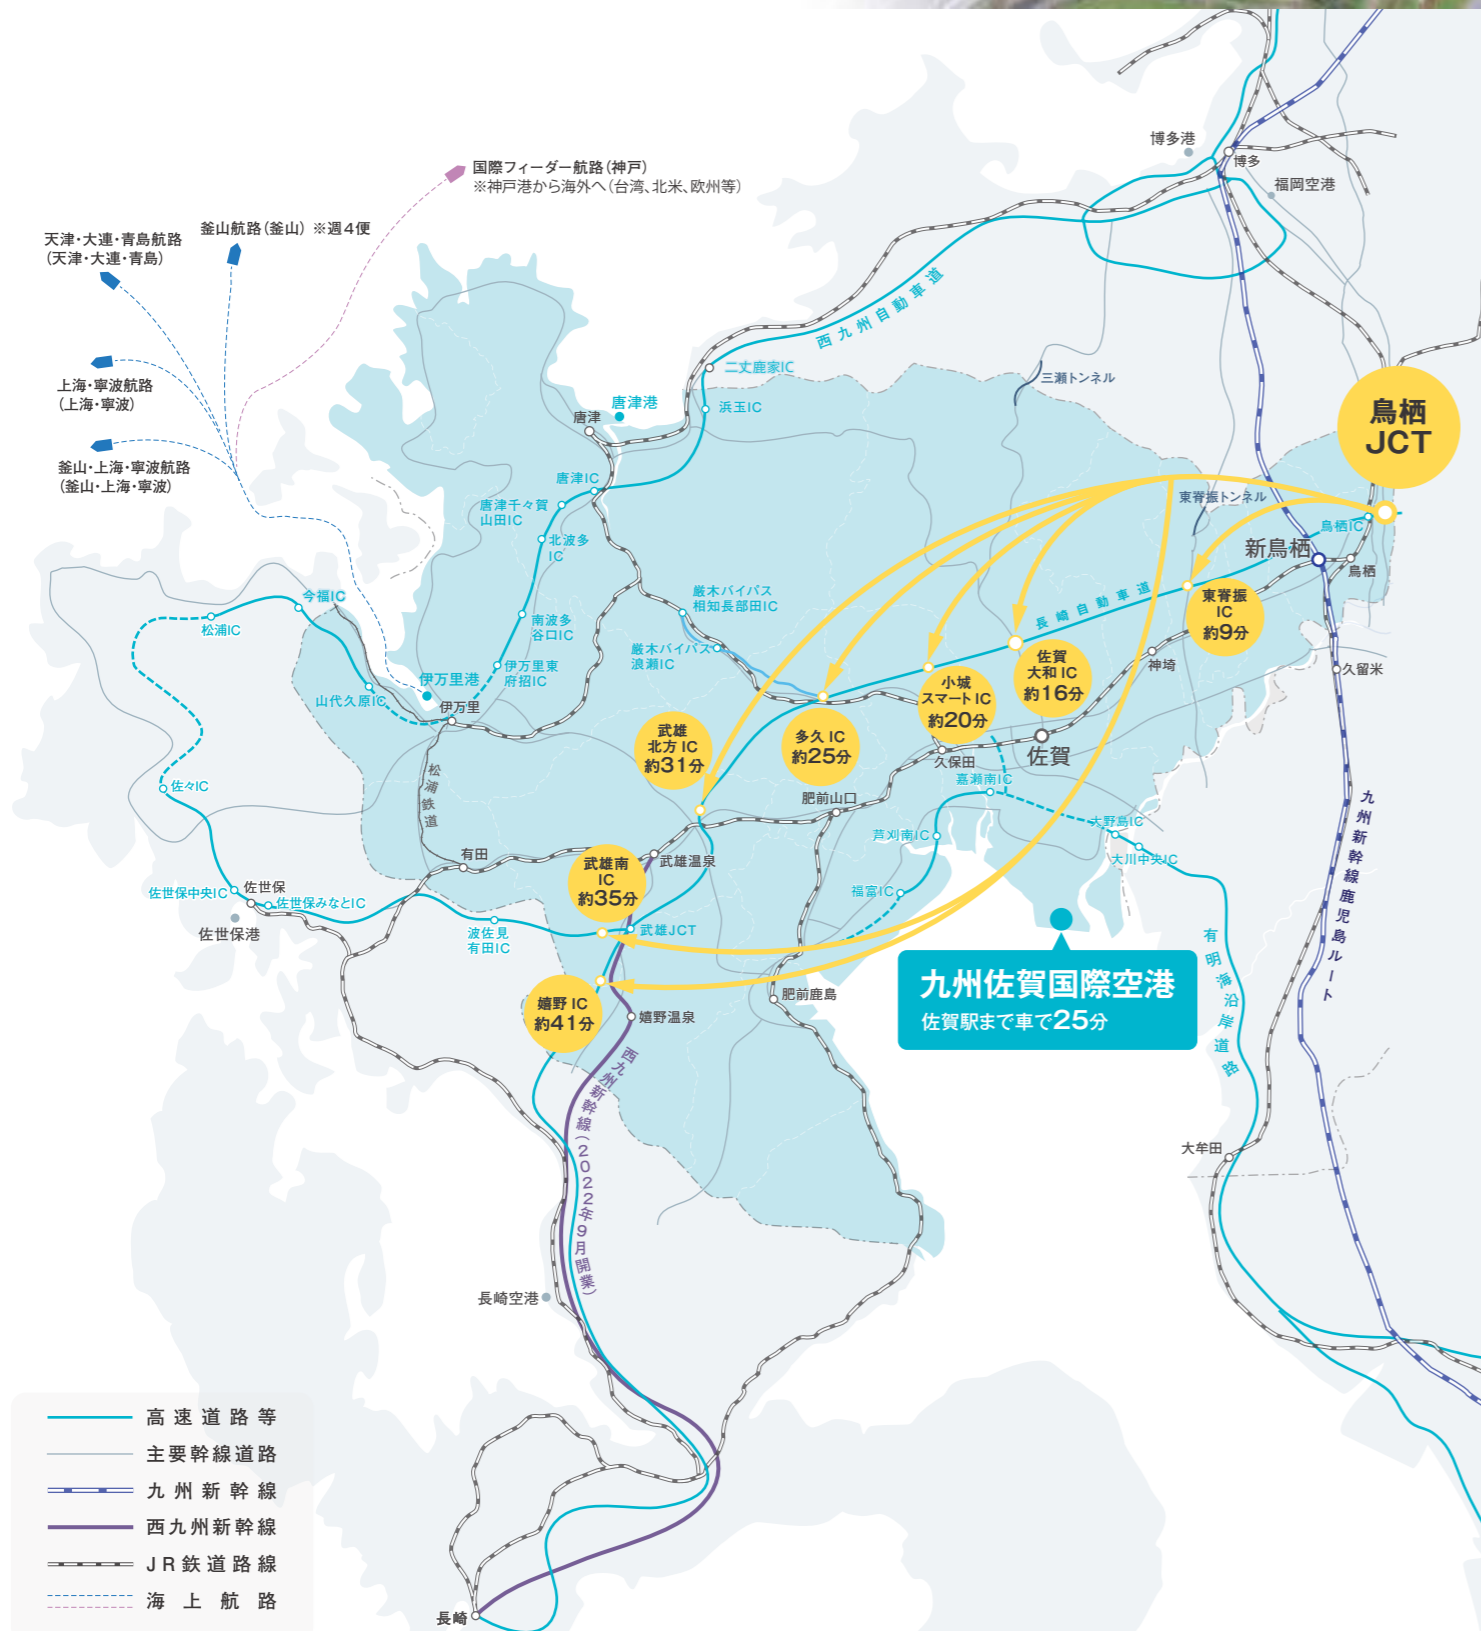 博多港
博多
福岡空港
国際フィーダー航路(神戸)
※神戸港から海外へ(台湾、北米、欧州等)
釜山航路(釜山) ※週4便
天津・大連・青島航路
(天津・大連・青島)
上海・寧波航路
(上海・寧波)
釜山・上海・寧波航路
(釜山・上海・寧波)
西九州自動車道
二丈鹿家IC
浜玉IC
三瀬トンネル
唐津港
唐津
鳥栖
JCT
唐津IC
唐津千々賀
山田IC
北波多
IC
東脊振トンネル
鳥栖IC
新鳥栖
鳥栖
長崎自動車道
東脊振
IC
約9分
厳木バイパス
相知長部田IC
厳木バイパス
浪瀬IC
今福IC
松浦IC
南波多
谷口IC
伊万里東
府招IC
伊万里港
山代久原IC
伊万里
神埼
久留米
佐賀
大和IC
約16分
小城
スマートIC
約20分
多久IC
約25分
武雄
北方IC
約31分
佐賀
久保田
嘉瀬南IC
佐々IC
松浦鉄道
肥前山口
芦刈南IC
大野島IC
大川中央IC
九州新幹線鹿児島ルート
有田
武雄南
IC
約35分
武雄温泉
福富IC
佐世保中央IC
佐世保
佐世保みなとIC
佐世保港
波佐見
有田IC
武雄JCT
有明海沿岸道路
九州佐賀国際空港
佐賀駅まで車で25分
肥前鹿島
嬉野IC
約41分
嬉野温泉
西九州新幹線(2022年9月開業)
大牟田
長崎空港
高速道路等
主要幹線道路
九州新幹線
西九州新幹線
JR鉄道路線
海上航路
長崎